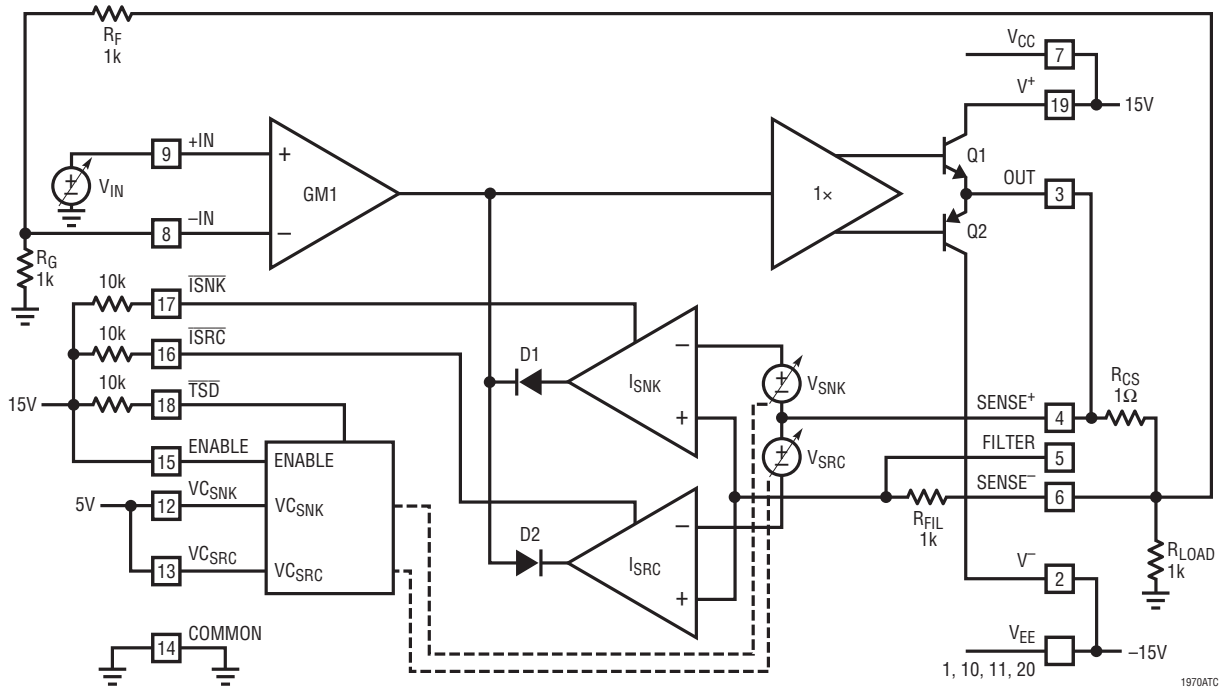 RF
1k
VCC
7
V+
19
15V
9
+IN
+
−
VIN
+
−
GM1
1×
Q1
OUT
3
Q2
8
−IN
RG
1k
10k
17
ISNK
10k
16
ISRC
10k
18
TSD
15V
15
ENABLE
ENABLE
5V
12
VCSNK
VCSNK
13
VCSRC
VCSRC
14
COMMON
D1
ISNK
−
+
D2
ISRC
−
+
+
−
VSNK
+
−
VSRC
SENSE+
4
RCS
1Ω
FILTER
5
SENSE−
6
RFIL
1k
RLOAD
1k
V−
2
VEE
1, 10, 11, 20
−15V
1970ATC